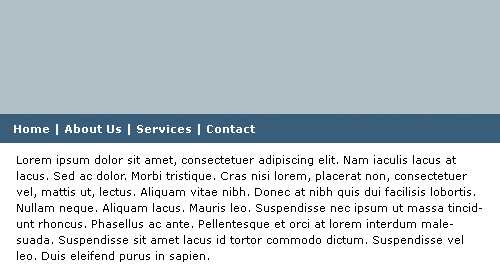 Home | About Us | Services | Contact
Lorem ipsum dolor sit amet, consectetuer adipiscing elit. Nam iaculis lacus at
lacus. Sed ac dolor. Morbi tristique. Cras nisi lorem, placerat non, consectetuer
vel, mattis ut, lectus. Aliquam vitae nibh. Donec at nibh quis dui facilisis lobortis.
Nullam neque. Aliquam lacus. Mauris leo. Suspendisse nec ipsum ut massa tincid-
unt rhoncus. Phasellus ac ante. Pellentesque et orci at lorem interdum male-
suada. Suspendisse sit amet lacus id tortor commodo dictum. Suspendisse vel
leo. Duis eleifend purus in sapien.